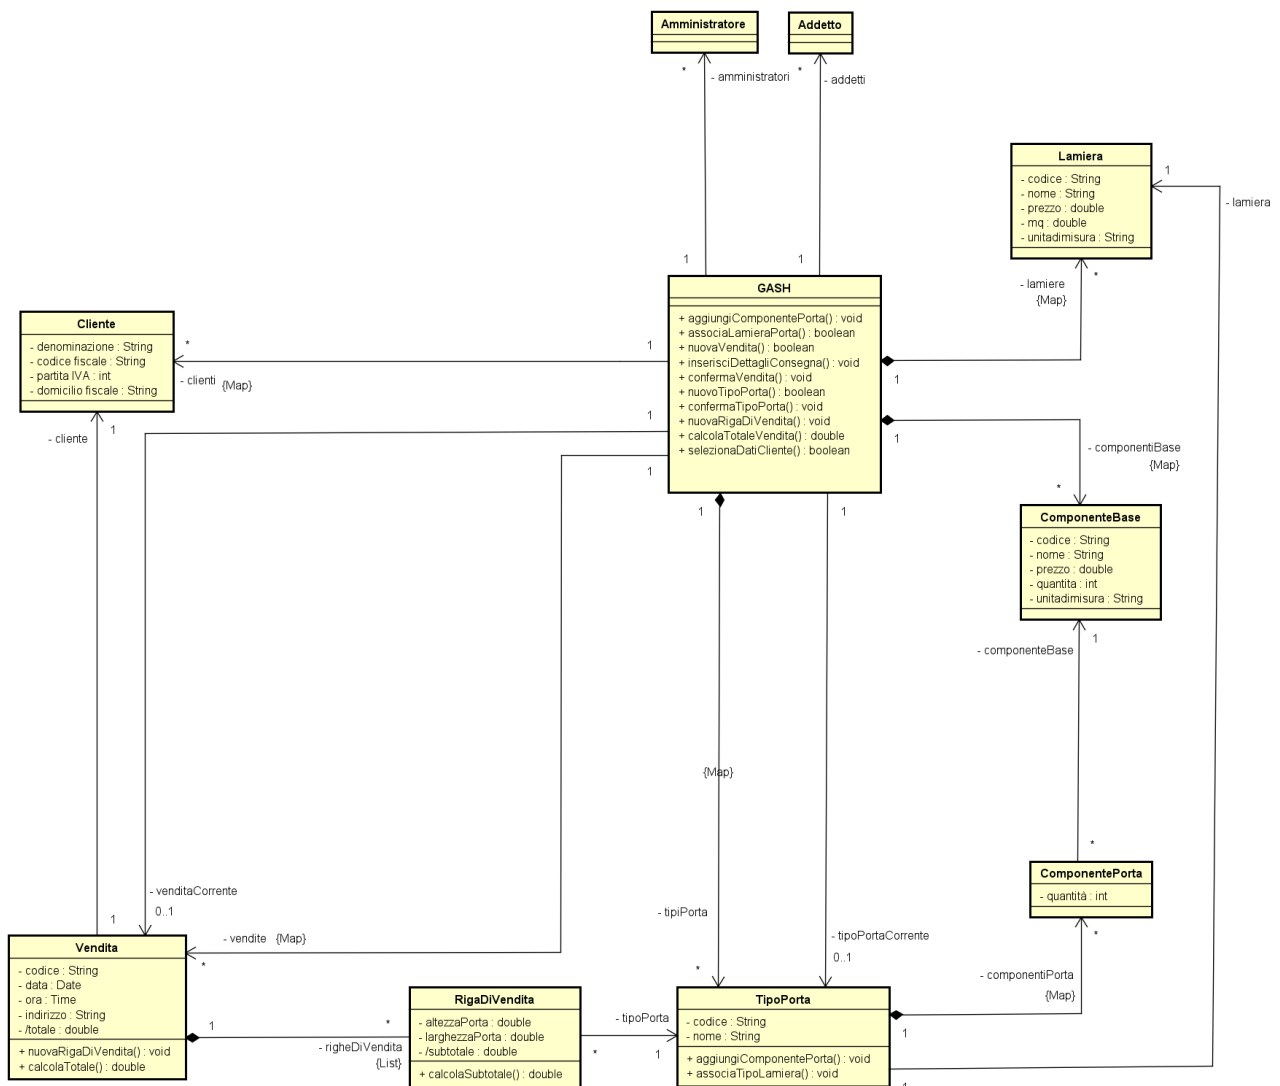 Amministratore
Addetto
*
- amministratori
*
- addetti
1
1
Lamiera
- codice : String
- nome : String
- prezzo : double
- mq : double
- unitadimisura : String
1
- lamiera
- lamiere
{Map}
*
GASH
+ aggiungiComponentePorta() : void
+ associaLamieraPorta() : boolean
+ nuovaVendita() : boolean
+ inserisciDettagliConsegna() : void
+ confermaVendita() : void
+ nuovoTipoPorta() : boolean
+ confermaTipoPorta() : void
+ nuovaRigaDiVendita() : void
+ calcolaTotaleVendita() : double
+ selezionaDatiCliente() : boolean
Cliente
- denominazione : String
- codice fiscale : String
- partita IVA : int
- domicilio fiscale : String
*
- clienti
{Map}
1
1
1
1
1
- cliente
1
- componentiBase
{Map}
*
1
1
ComponenteBase
- codice : String
- nome : String
- prezzo : double
- quantita : int
- unitadimisura : String
- componenteBase
1
{Map}
*
ComponentePorta
- quantità : int
- venditaCorrente
0..1
1
- tipiPorta
*
- tipoPortaCorrente
0..1
*
- componentiPorta
{Map}
1
- vendite {Map}
*
Vendita
- codice : String
- data : Date
- ora : Time
- indirizzo : String
- /totale : double
+ nuovaRigaDiVendita() : void
+ calcolaTotale() : double
1
*
- righeDiVendita
{List}
RigaDiVendita
- altezzaPorta : double
- larghezzaPorta : double
- /subtotale : double
+ calcolaSubtotale() : double
- tipoPorta
*
1
TipoPorta
- codice : String
- nome : String
+ aggiungiComponentePorta() : void
+ associaTipoLamiera() : void